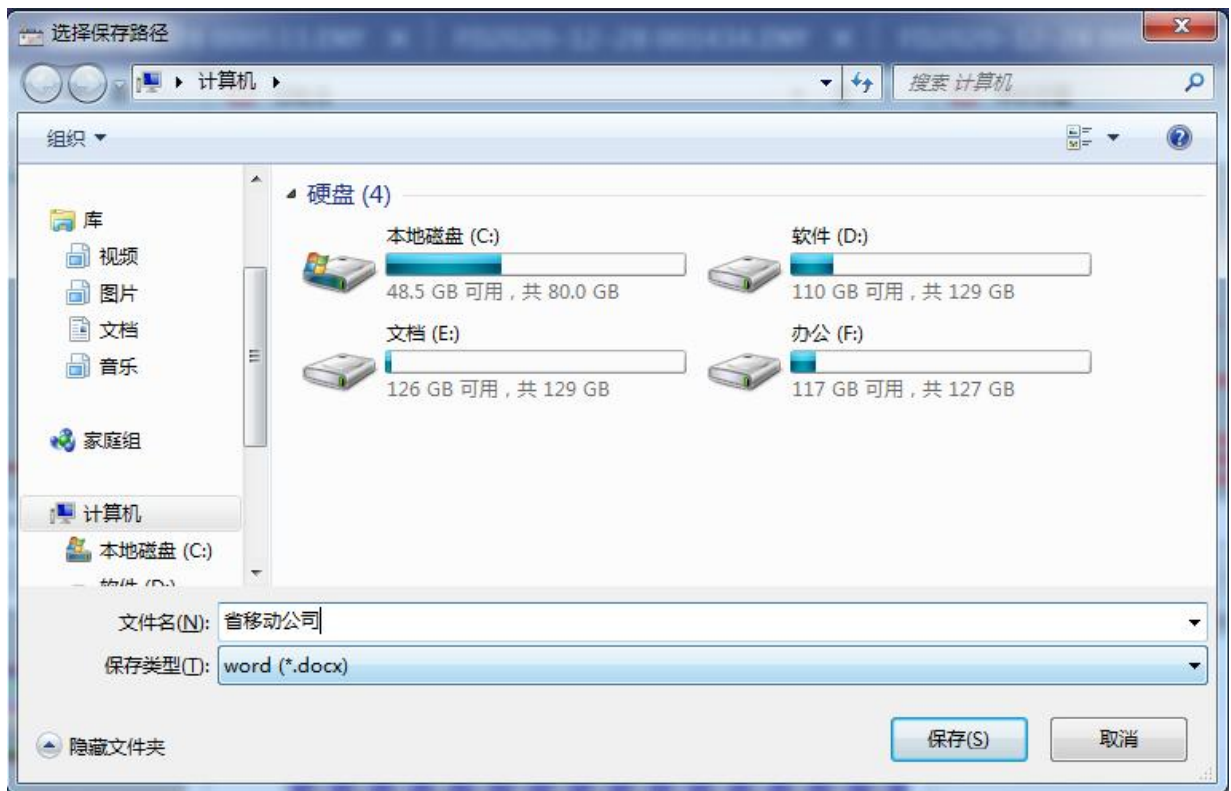 选择保存路径
计算机
搜索 计算机
组织
库
视频
图片
文档
音乐
家庭组
计算机
本地磁盘 (C:)
软件 (D:)
硬盘 (4)
本地磁盘 (C:)
48.5 GB 可用，共 80.0 GB
软件 (D:)
110 GB 可用，共 129 GB
文档 (E:)
126 GB 可用，共 129 GB
办公 (F:)
117 GB 可用，共 127 GB
文件名(N): 省移动公司
保存类型(T): word (*.docx)
隐藏文件夹
保存(S)
取消